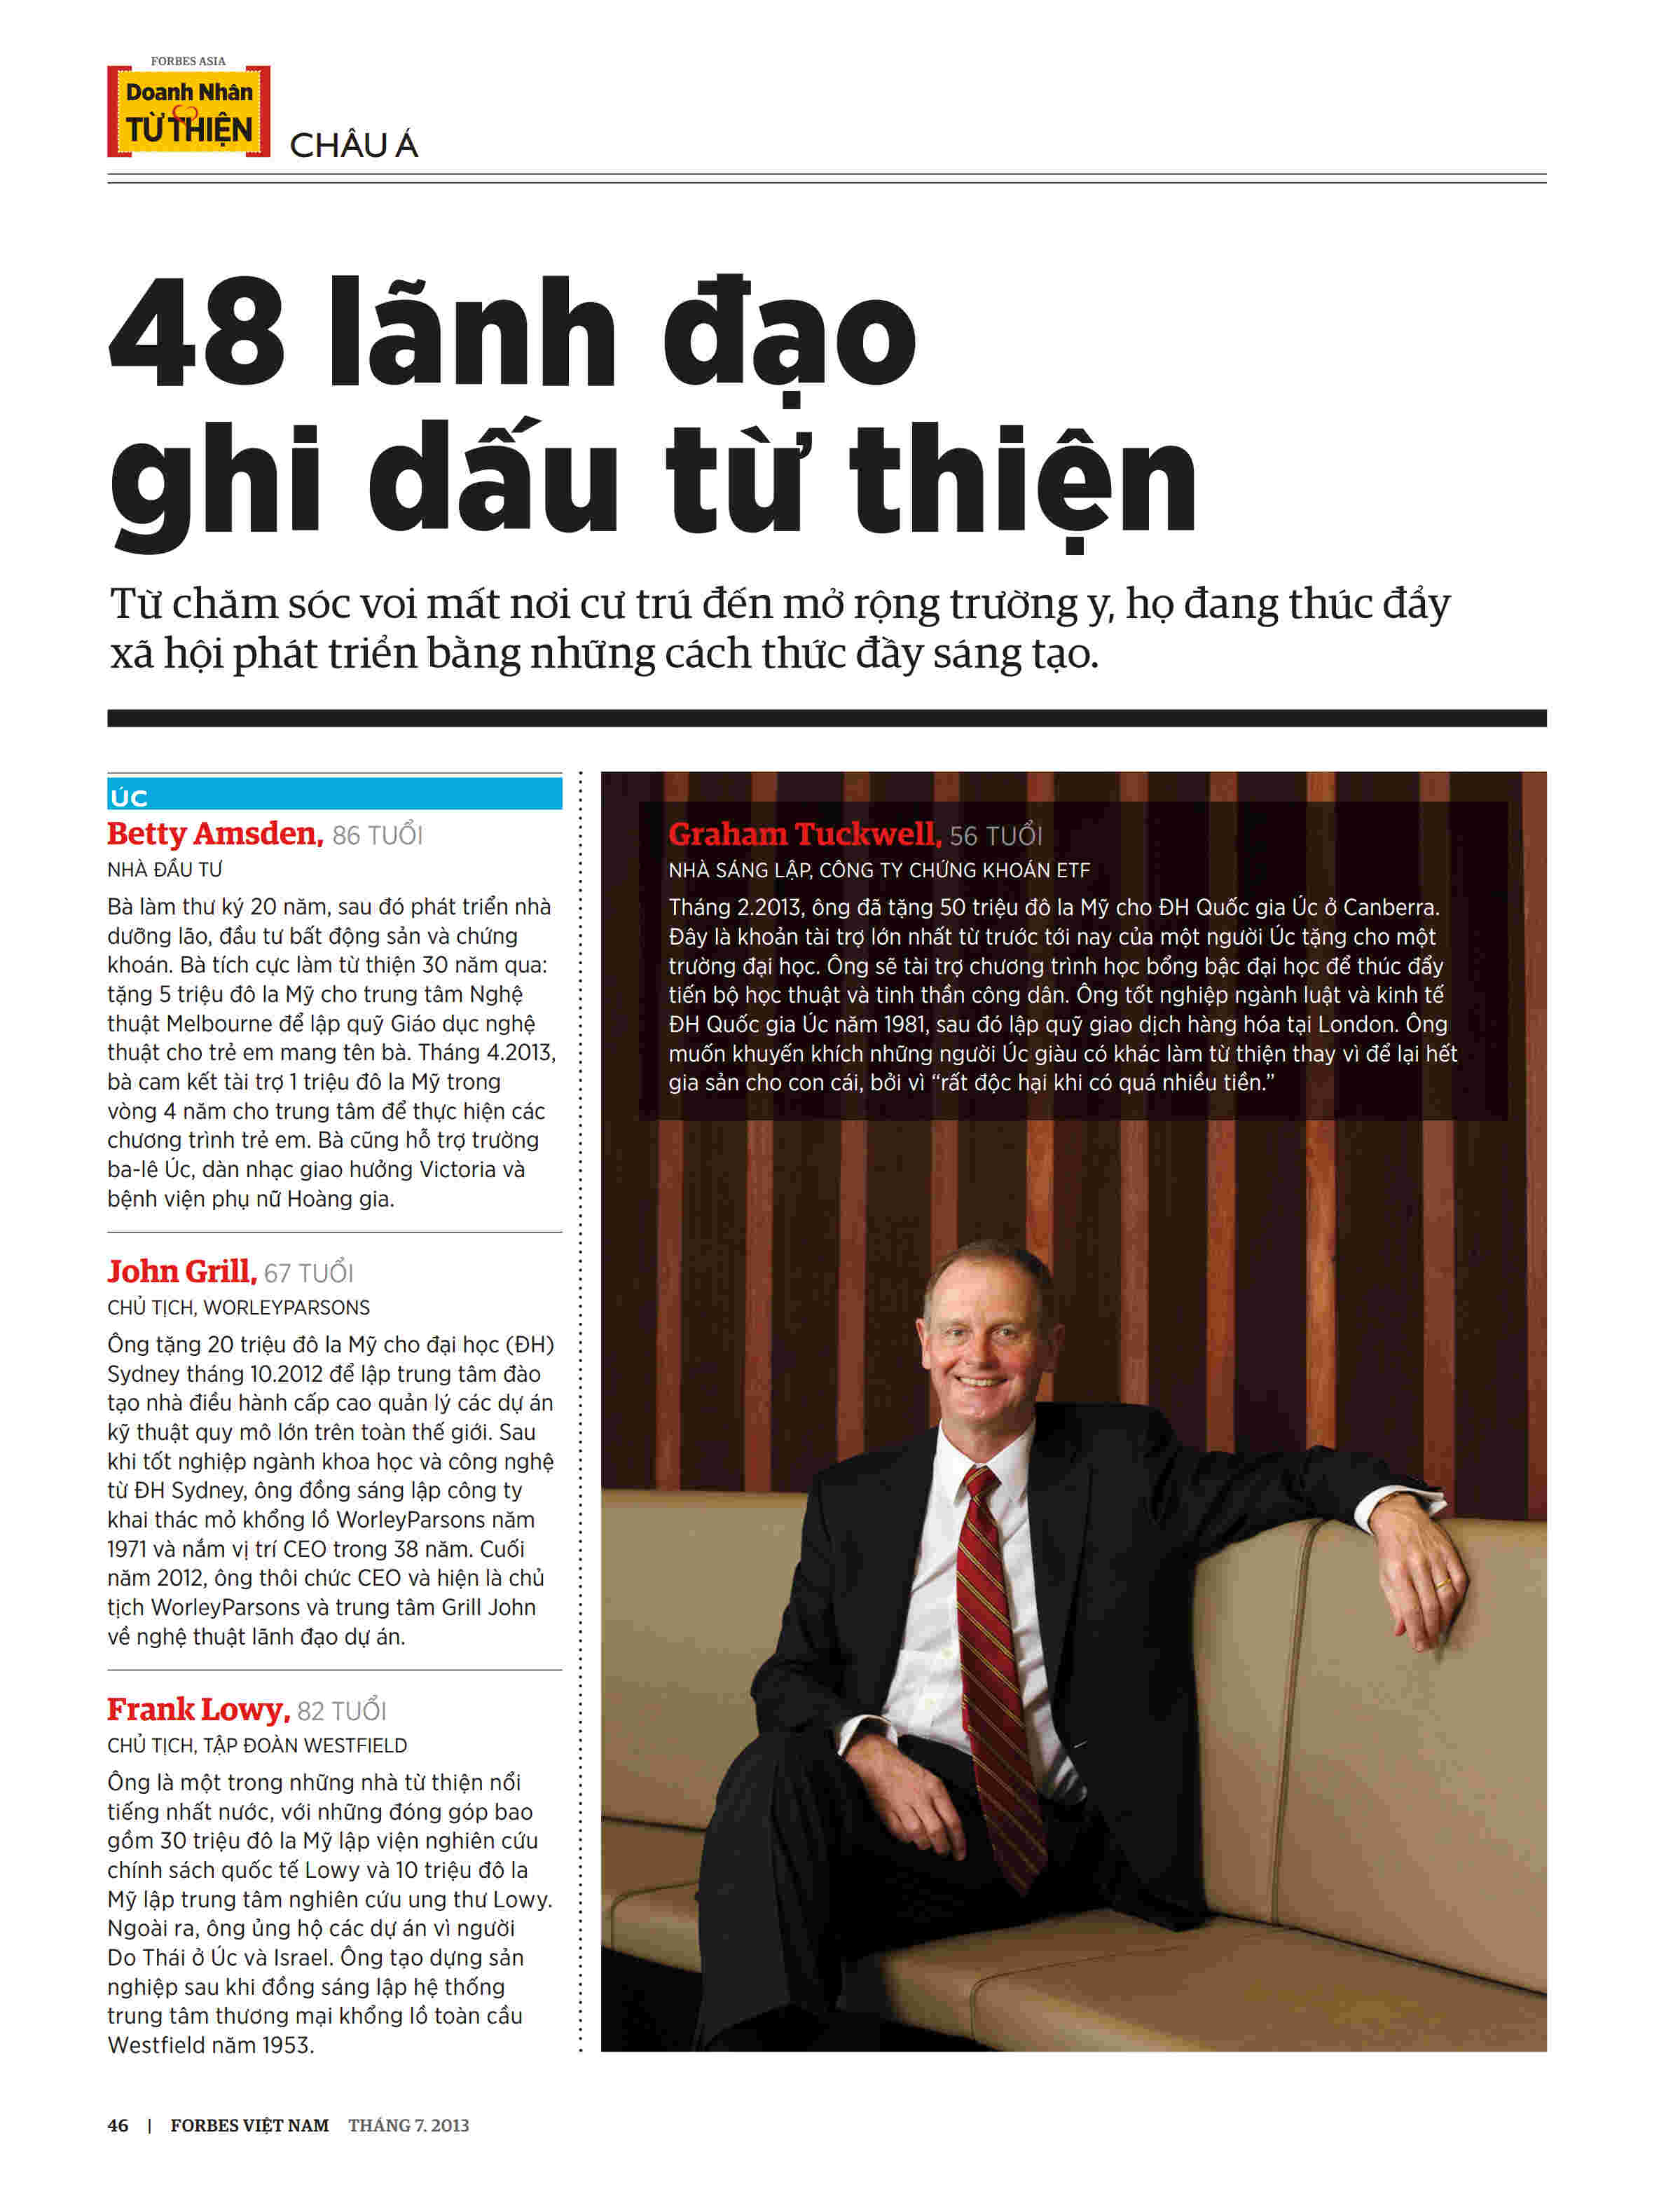 FORBES ASIA
Doanh Nhân
TỪ THIỆN
CHÂU Á
48 lãnh đạo
ghi dấu từ thiện
Từ chăm sóc voi mất nơi cư trú đến mở rộng trường y, họ đang thúc đẩy
xã hội phát triển bằng những cách thức đầy sáng tạo.
ÚC
Betty Amsden, 86 TUỔI
NHÀ ĐẦU TƯ
Bà làm thư ký 20 năm, sau đó phát triển nhà
dưỡng lão, đầu tư bất động sản và chứng
khoán. Bà tích cực làm từ thiện 30 năm qua:
tặng 5 triệu đô la Mỹ cho trung tâm Nghệ
thuật Melbourne để lập quỹ Giáo dục nghệ
thuật cho trẻ em mang tên bà. Tháng 4.2013,
bà cam kết tài trợ 1 triệu đô la Mỹ trong
vòng 4 năm cho trung tâm để thực hiện các
chương trình trẻ em. Bà cũng hỗ trợ trường
ba-lê Úc, dàn nhạc giao hưởng Victoria và
bệnh viện phụ nữ Hoàng gia.
John Grill, 67 TUỔI
CHỦ TỊCH, WORLEYPARSONS
Ông tặng 20 triệu đô la Mỹ cho đại học (ĐH)
Sydney tháng 10.2012 để lập trung tâm đào
tạo nhà điều hành cấp cao quản lý các dự án
kỹ thuật quy mô lớn trên toàn thế giới. Sau
khi tốt nghiệp ngành khoa học và công nghệ
từ ĐH Sydney, ông đồng sáng lập công ty
khai thác mỏ khổng lồ WorleyParsons năm
1971 và nắm vị trí CEO trong 38 năm. Cuối
năm 2012, ông thôi chức CEO và hiện là chủ
tịch WorleyParsons và trung tâm Grill John
về nghệ thuật lãnh đạo dự án.
Frank Lowy, 82 TUỔI
CHỦ TỊCH, TẬP ĐOÀN WESTFIELD
Ông là một trong những nhà từ thiện nổi
tiếng nhất nước, với những đóng góp bao
gồm 30 triệu đô la Mỹ lập viện nghiên cứu
chính sách quốc tế Lowy và 10 triệu đô la
Mỹ lập trung tâm nghiên cứu ung thư Lowy.
Ngoài ra, ông ủng hộ các dự án vì người
Do Thái ở Úc và Israel. Ông tạo dựng sản
nghiệp sau khi đồng sáng lập hệ thống
trung tâm thương mại khổng lồ toàn cầu
Westfield năm 1953.
Graham Tuckwell, 56 TUỔI
NHÀ SÁNG LẬP, CÔNG TY CHỨNG KHOÁN ETF
Tháng 2.2013, ông đã tặng 50 triệu đô la Mỹ cho ĐH Quốc gia Úc ở Canberra.
Đây là khoản tài trợ lớn nhất từ trước tới nay của một người Úc tặng cho một
trường đại học. Ông sẽ tài trợ chương trình học bổng bậc đại học để thúc đẩy
tiến bộ học thuật và tinh thần công dân. Ông tốt nghiệp ngành luật và kinh tế
ĐH Quốc gia Úc năm 1981, sau đó lập quỹ giao dịch hàng hóa tại London. Ông
muốn khuyến khích những người Úc giàu có khác làm từ thiện thay vì để lại hết
gia sản cho con cái, bởi vì “rất độc hại khi có quá nhiều tiền.”
46 | FORBES VIỆT NAM THÁNG 7. 2013